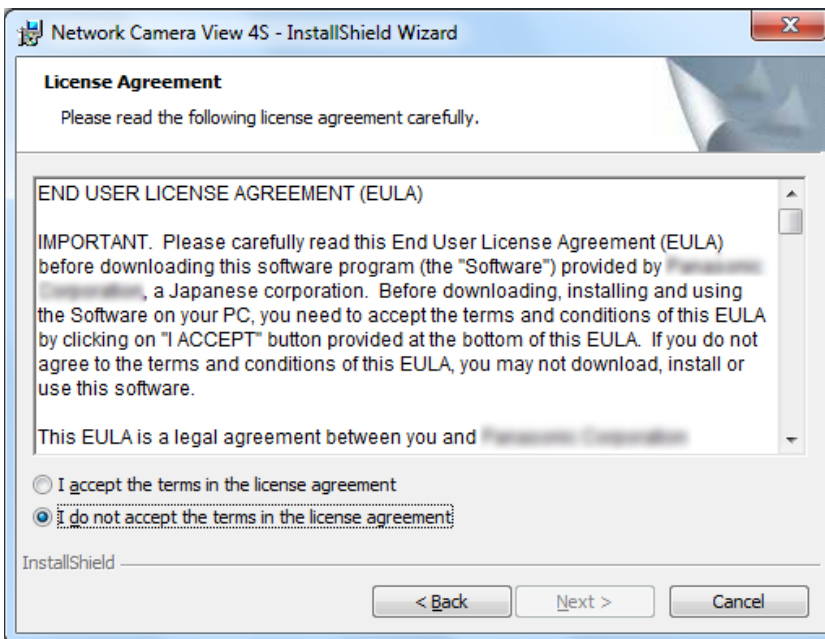 Network Camera View 4S - InstallShield Wizard
License Agreement
Please read the following license agreement carefully.
END USER LICENSE AGREEMENT (EULA)
IMPORTANT.  Please carefully read this End User License Agreement (EULA)
before downloading this software program (the "Software") provided by
, a Japanese corporation.  Before downloading, installing and using
the Software on your PC, you need to accept the terms and conditions of this EULA
by clicking on "I ACCEPT" button provided at the bottom of this EULA.  If you do not
agree to the terms and conditions of this EULA, you may not download, install or
use this software.
This EULA is a legal agreement between you and
I accept the terms in the license agreement
I do not accept the terms in the license agreement
InstallShield
< Back
Next >
Cancel